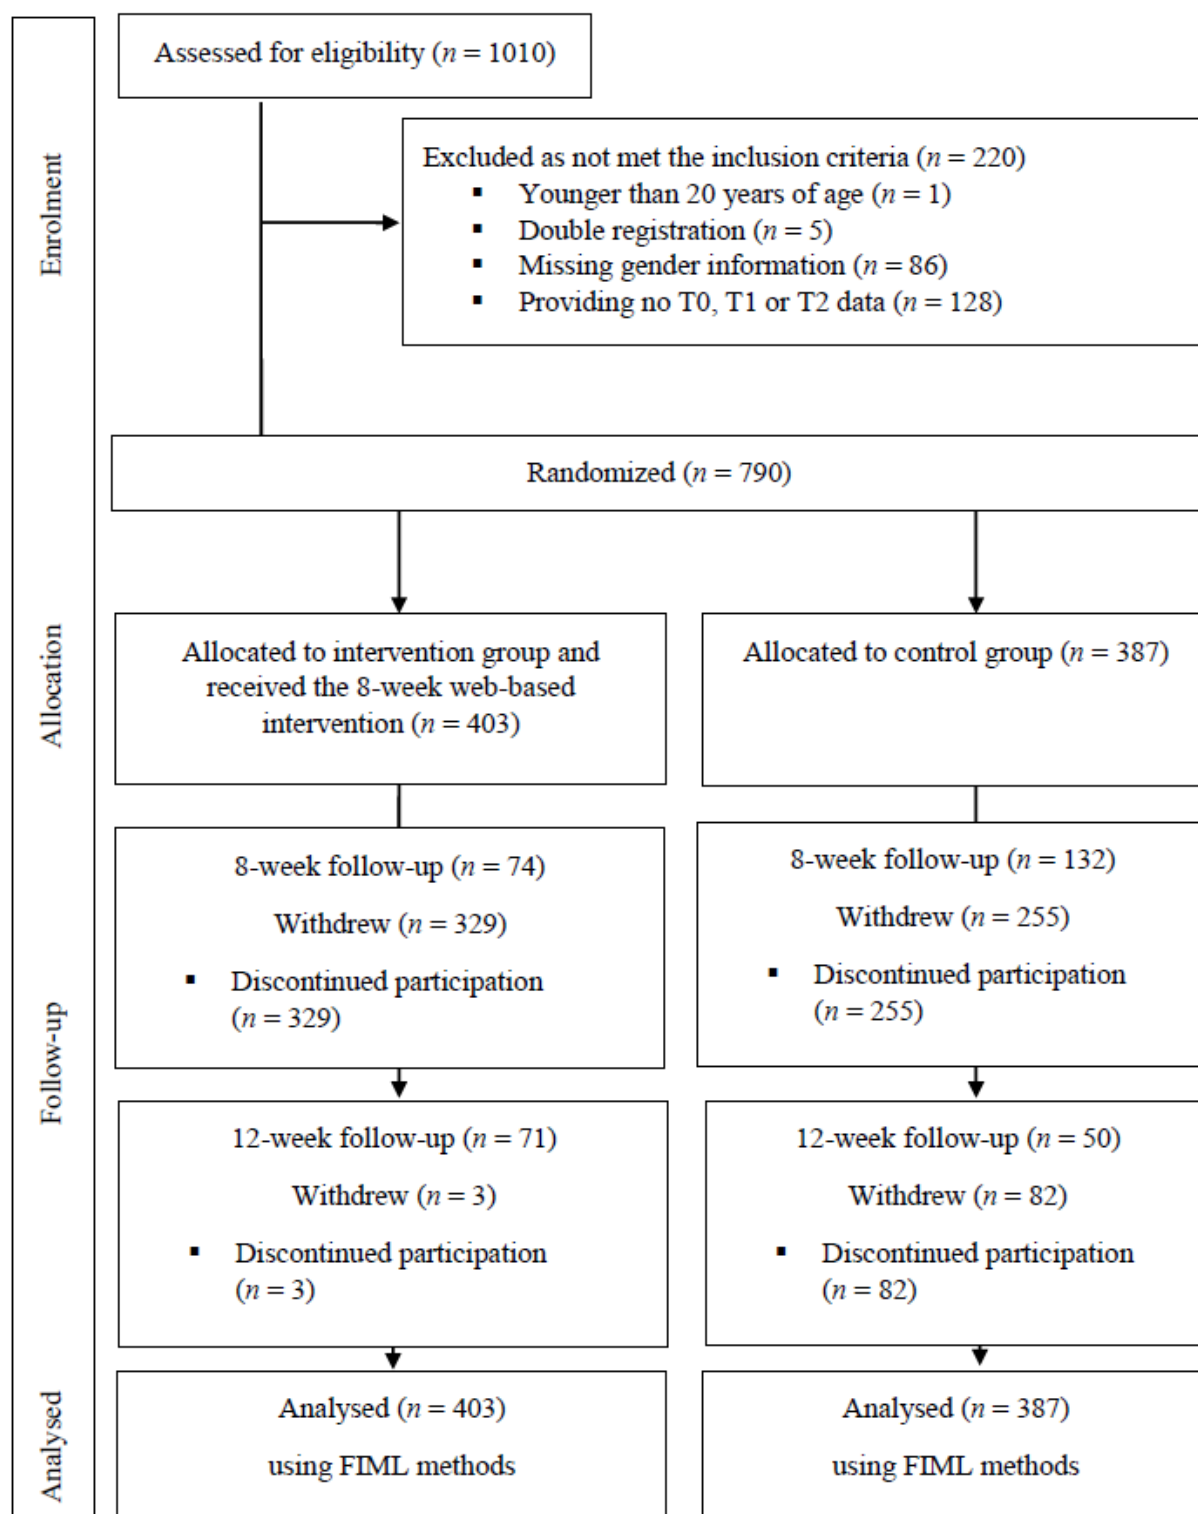 Enrolment
Assessed for eligibility (n = 1010)
Excluded as not met the inclusion criteria (n = 220)
▪ Younger than 20 years of age (n = 1)
▪ Double registration (n = 5)
▪ Missing gender information (n = 86)
▪ Providing no T0, T1 or T2 data (n = 128)
Randomized (n = 790)
Allocation
Allocated to intervention group and
received the 8-week web-based
intervention (n = 403)
Allocated to control group (n = 387)
Follow-up
8-week follow-up (n = 74)
Withdrew (n = 329)
▪ Discontinued participation
(n = 329)
8-week follow-up (n = 132)
Withdrew (n = 255)
▪ Discontinued participation
(n = 255)
12-week follow-up (n = 71)
Withdrew (n = 3)
▪ Discontinued participation
(n = 3)
12-week follow-up (n = 50)
Withdrew (n = 82)
▪ Discontinued participation
(n = 82)
Analysed
Analysed (n = 403)
using FIML methods
Analysed (n = 387)
using FIML methods